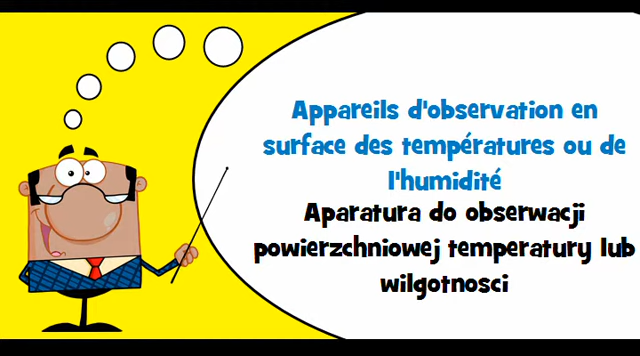 Appareils d'observation en
surface des températures ou de
l'humidité
Aparatura do obserwacji
powierzchniowej temperatury lub
wilgotnosci